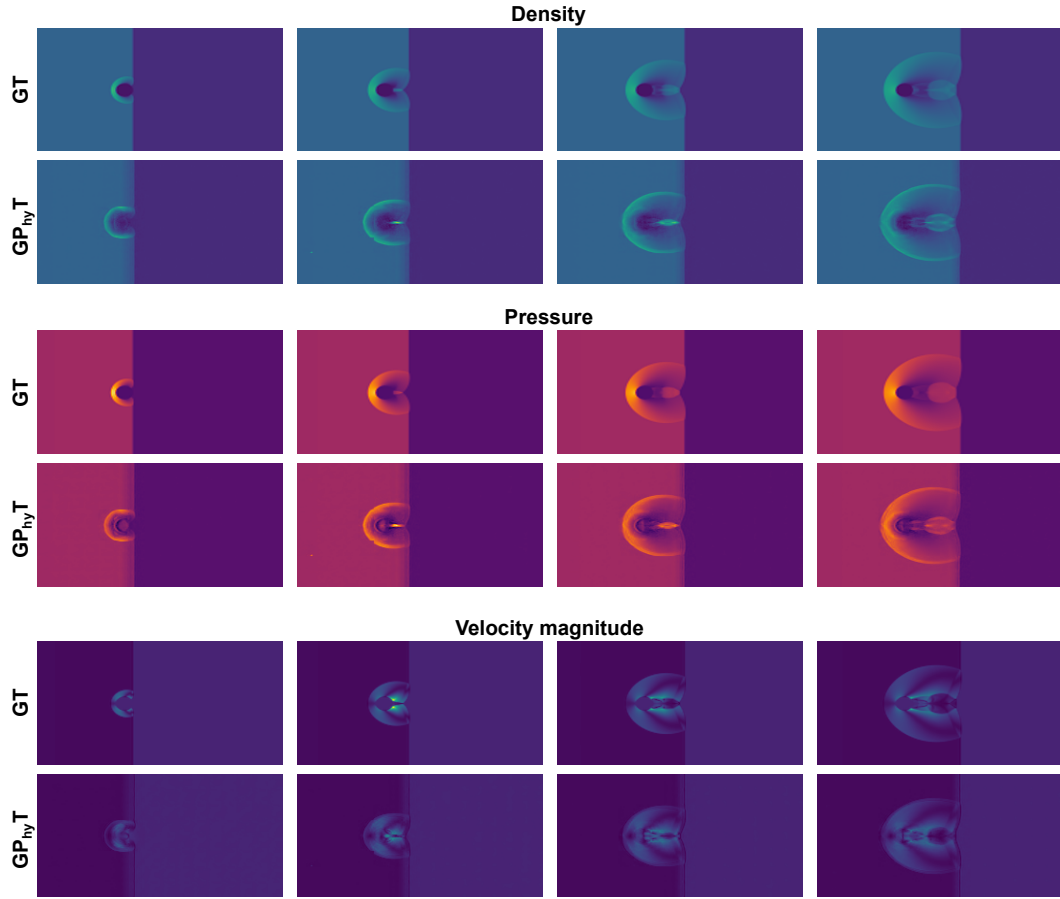 Density
GT
GPhyT
Pressure
GT
GPhyT
Velocity magnitude
GT
GPhyT